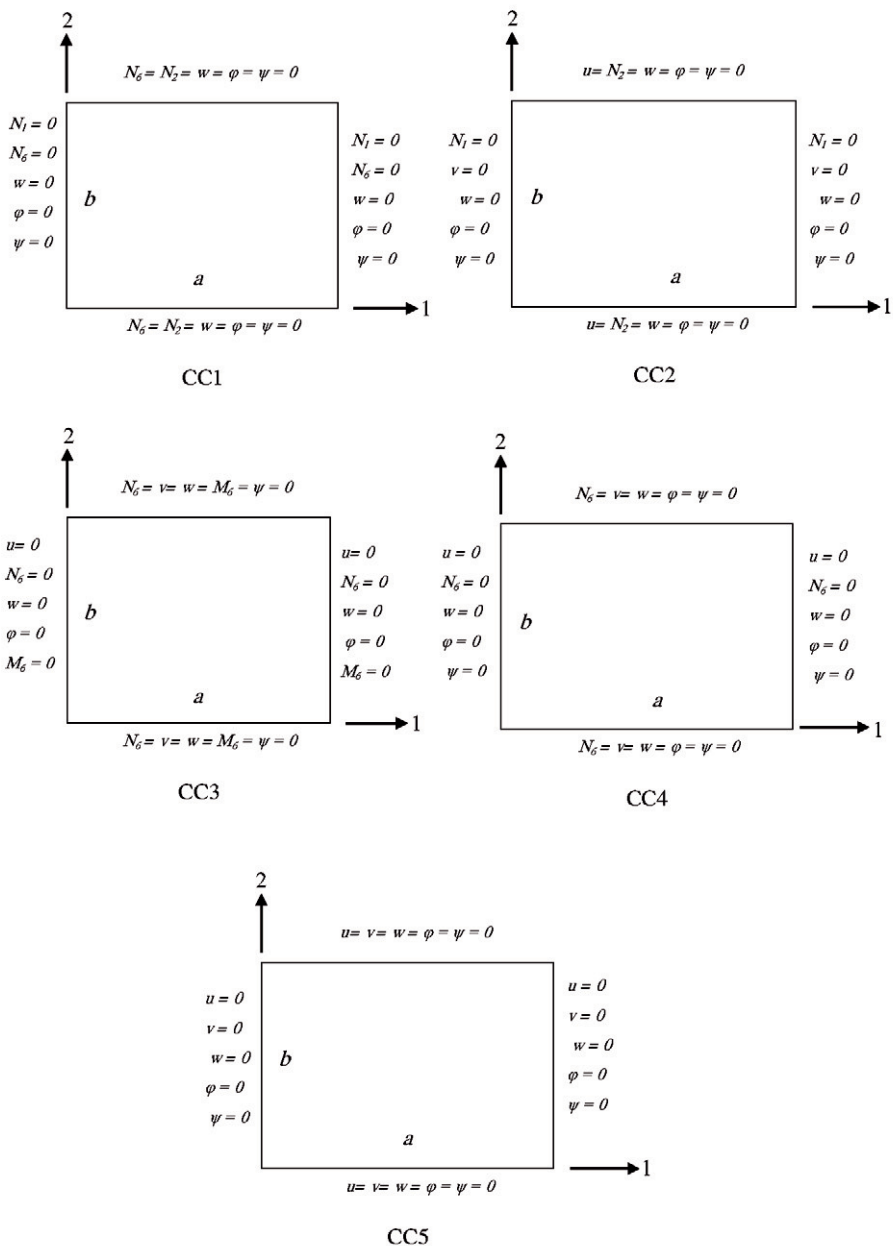 2
N₆= N₂= w = φ = ψ = 0
N₁ = 0
N₆ = 0
w = 0
φ = 0
ψ = 0
b
a
N₁ = 0
N₆ = 0
w = 0
φ = 0
ψ = 0
1
N₆= N₂= w = φ = ψ = 0
CC1
2
u= N₂= w = φ = ψ = 0
N₁ = 0
v = 0
w = 0
φ = 0
ψ = 0
b
a
N₁ = 0
v = 0
w = 0
φ = 0
ψ = 0
1
u= N₂= w = φ = ψ = 0
CC2
2
N₆= v= w = M₆= ψ = 0
u= 0
N₆= 0
w = 0
φ = 0
M₆ = 0
b
a
u= 0
N₆= 0
w = 0
φ = 0
M₆ = 0
1
N₆= v= w = M₆= ψ = 0
CC3
2
N₆= v= w = φ = ψ = 0
u = 0
N₆= 0
w = 0
φ = 0
ψ = 0
b
a
u = 0
N₆= 0
w = 0
φ = 0
ψ = 0
1
N₆= v= w = φ = ψ = 0
CC4
2
u= v= w = φ = ψ = 0
u = 0
v = 0
w = 0
φ = 0
ψ = 0
b
a
u = 0
v = 0
w = 0
φ = 0
ψ = 0
1
u= v= w = φ = ψ = 0
CC5